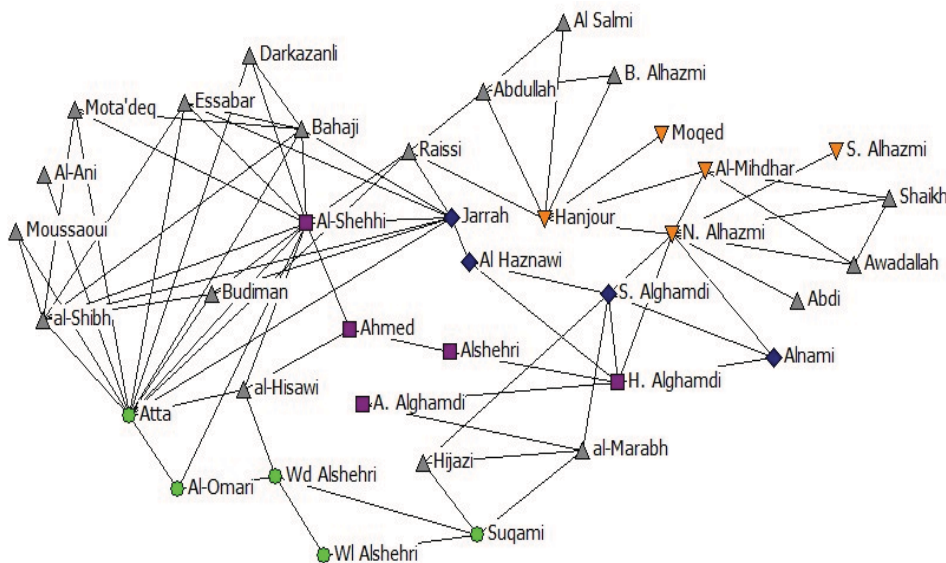 Al Salmi
Darkazanli
B. Alhazmi
Essabar
Abdullah
Mota'deq
Bahaji
Moqed
Raissi
S. Alhazmi
Al-Mihdhar
Al-Ani
Shaikh
Al-Shehhi
Jarrah
Hanjour
Moussaoui
N. Alhazmi
Al Haznawi
Awadallah
Budiman
S. Alghamdi
Abdi
al-Shibh
Ahmed
Alshehri
Alnami
H. Alghamdi
al-Hisawi
A. Alghamdi
Atta
al-Marabh
Hijazi
Wd Alshehri
Al-Omari
Suqami
Wl Alshehri